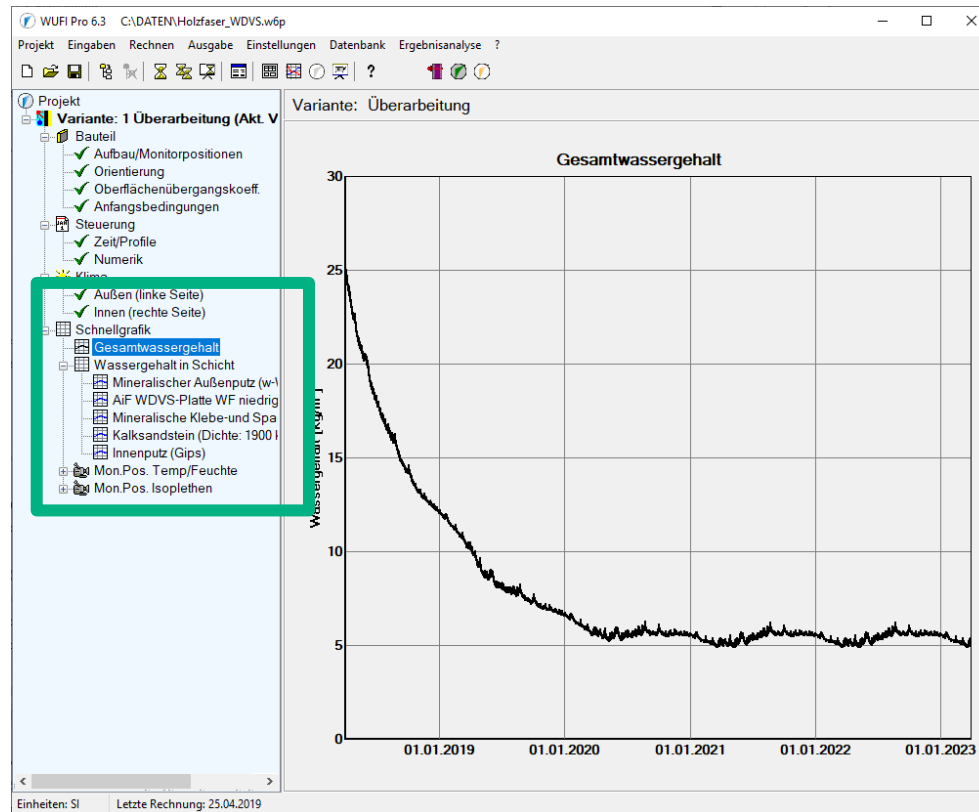 WUFI Pro 6.3 C:\DATEN\Holzfaser_WDVS.w6p
Projekt Eingaben Rechnen Ausgabe Einstellungen Datenbank Ergebnisanalyse ?
?
Projekt
Variante: 1 Überarbeitung (Akt. V
Bauteil
Aufbau/Monitorpositionen
Orientierung
Oberflächenübergangskoeff.
Anfangsbedingungen
Steuerung
Zeit/Profile
Numerik
Klima
Außen (linke Seite)
Innen (rechte Seite)
Schnellgrafik
Gesamtwassergehalt
Wassergehalt in Schicht
Mineralischer Außenputz (w-
AiF WDVS-Platte WF niedrig
Mineralische Klebe-und Spa
Kalksandstein (Dichte: 1900
Innenputz (Gips)
Mon.Pos. Temp/Feuchte
Mon.Pos. Isoplethen
Variante: Überarbeitung
Gesamtwassergehalt
30
25
20
15
10
5
0
Wassergehalt
01.01.2019 01.01.2020 01.01.2021 01.01.2022 01.01.2023
Einheiten: SI Letzte Rechnung: 25.04.2019